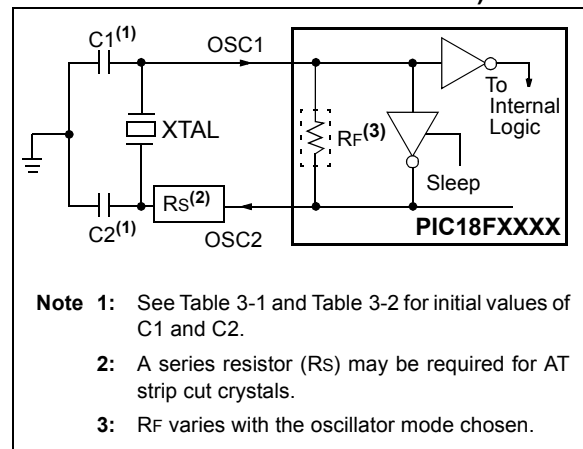 C1(1)
OSC1
To
Internal
Logic
XTAL
RF(3)
Sleep
RS(2)
C2(1)
OSC2
PIC18FXXXX
Note 1: See Table 3-1 and Table 3-2 for initial values of
C1 and C2.
2: A series resistor (RS) may be required for AT
strip cut crystals.
3: RF varies with the oscillator mode chosen.